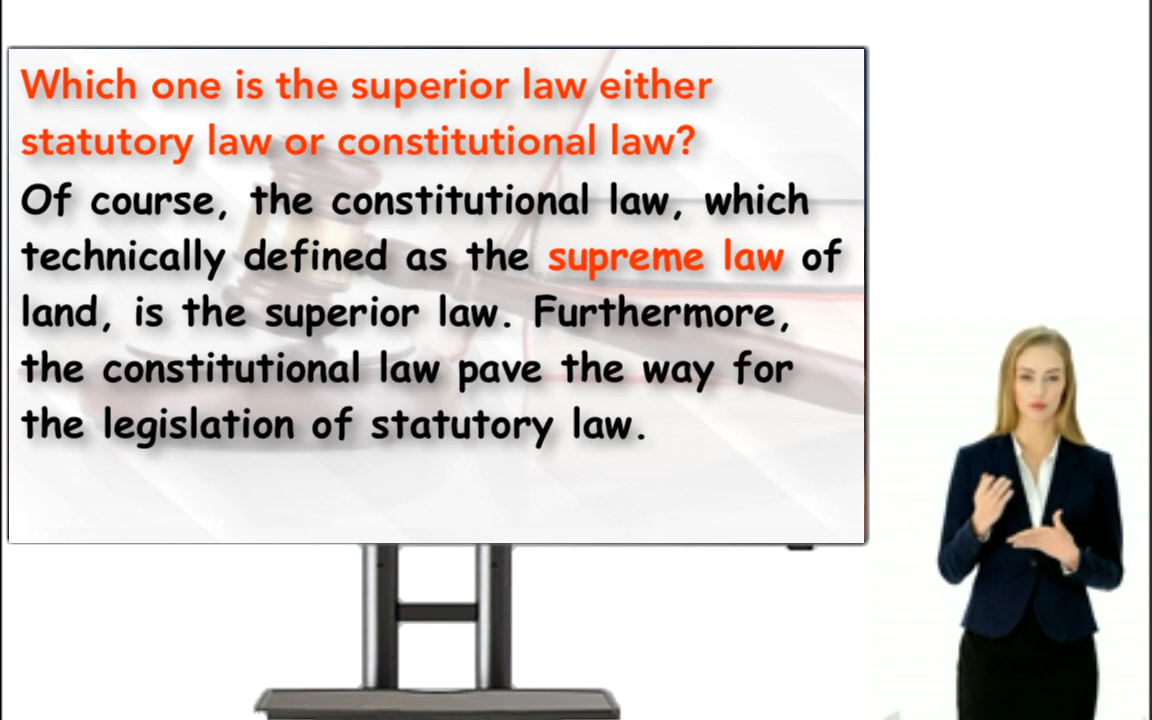 Which one is the superior law either
statutory law or constitutional law?
Of course, the constitutional law, which
technically defined as the supreme law of
land, is the superior law. Furthermore,
the constitutional law pave the way for
the legislation of statutory law.